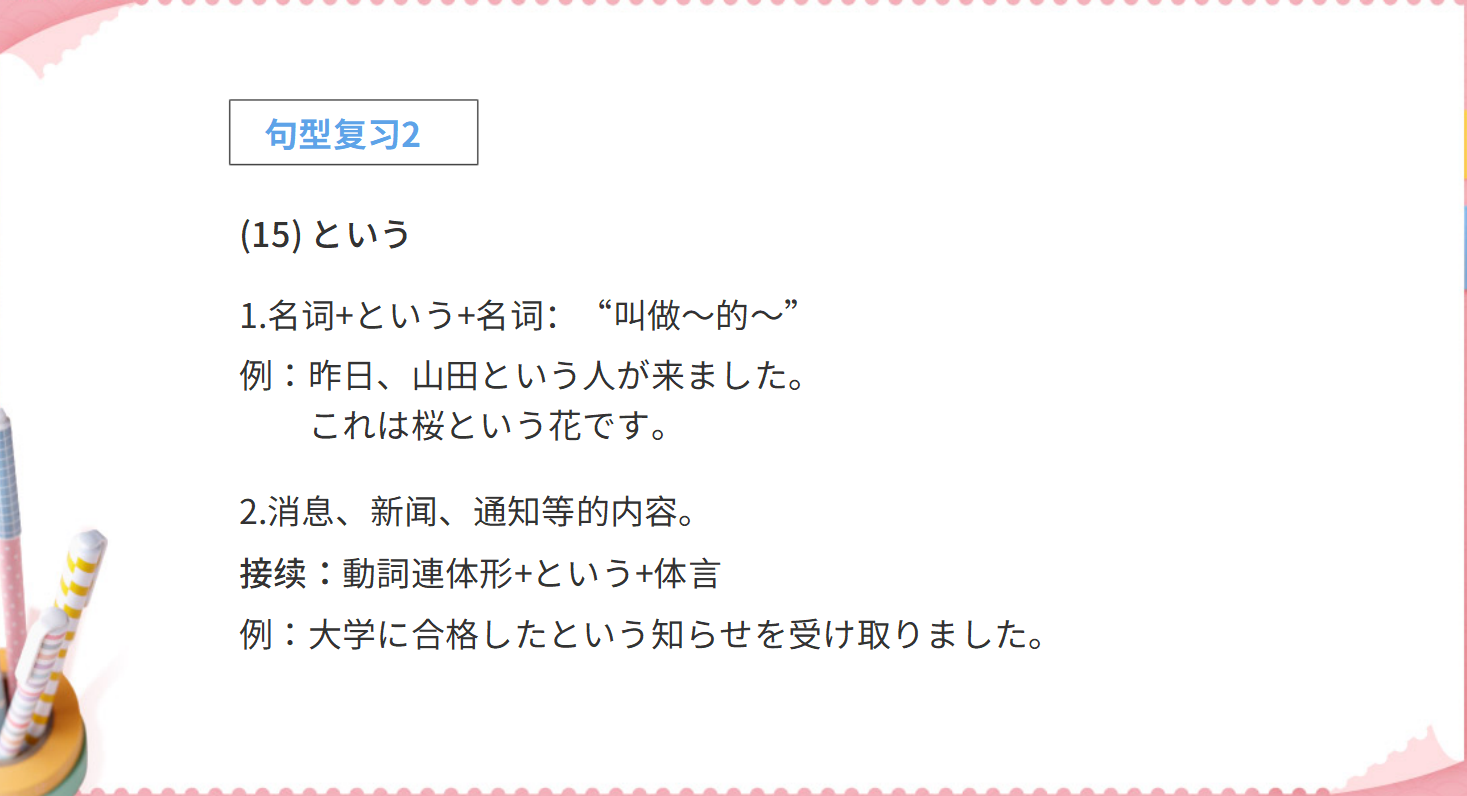 句型复习2
(15) という
1.名词+という+名词：“叫做～的～”
例：昨日、山田という人が来ました。
これは桜という花です。
2.消息、新闻、通知等的内容。
接续：動詞連体形+という+体言
例：大学に合格したという知らせを受け取りました。